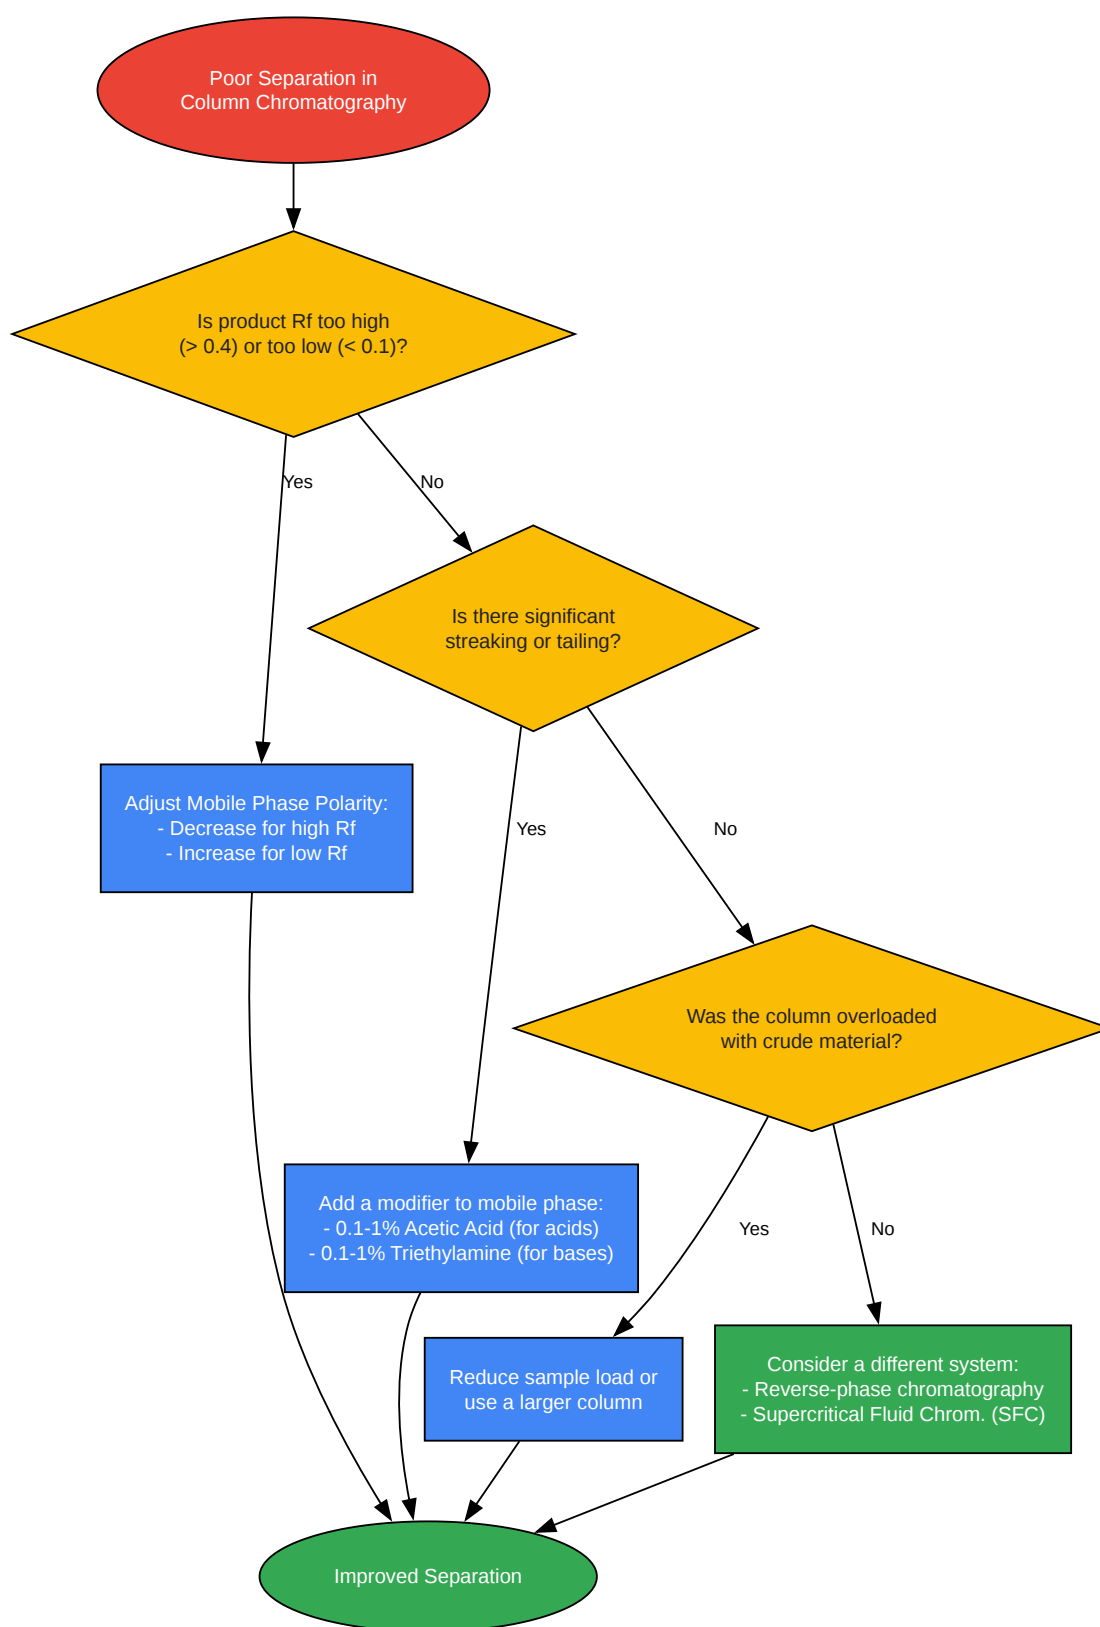 Poor Separation in
Column Chromatography
Is product Rf too high
(> 0.4) or too low (< 0.1)?
Yes
No
Is there significant
streaking or tailing?
Adjust Mobile Phase Polarity:
- Decrease for high Rf
- Increase for low Rf
Yes
No
Was the column overloaded
with crude material?
Add a modifier to mobile phase:
- 0.1-1% Acetic Acid (for acids)
- 0.1-1% Triethylamine (for bases)
Yes
No
Reduce sample load or
use a larger column
Consider a different system:
- Reverse-phase chromatography
- Supercritical Fluid Chrom. (SFC)
Improved Separation